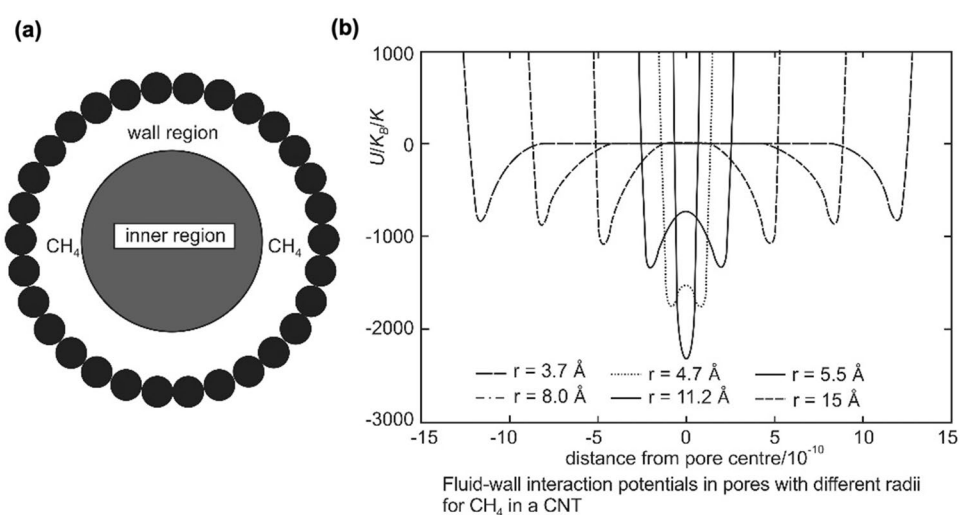 (a)
wall region
CH₄
inner region
CH₄
(b)
U/K_B/K
1000
0
-1000
-2000
-3000
r = 3.7 Å
r = 4.7 Å
r = 5.5 Å
r = 8.0 Å
r = 11.2 Å
r = 15 Å
-15
-10
-5
0
5
10
15
distance from pore centre/10⁻¹⁰
Fluid-wall interaction potentials in pores with different radii
for CH₄ in a CNT